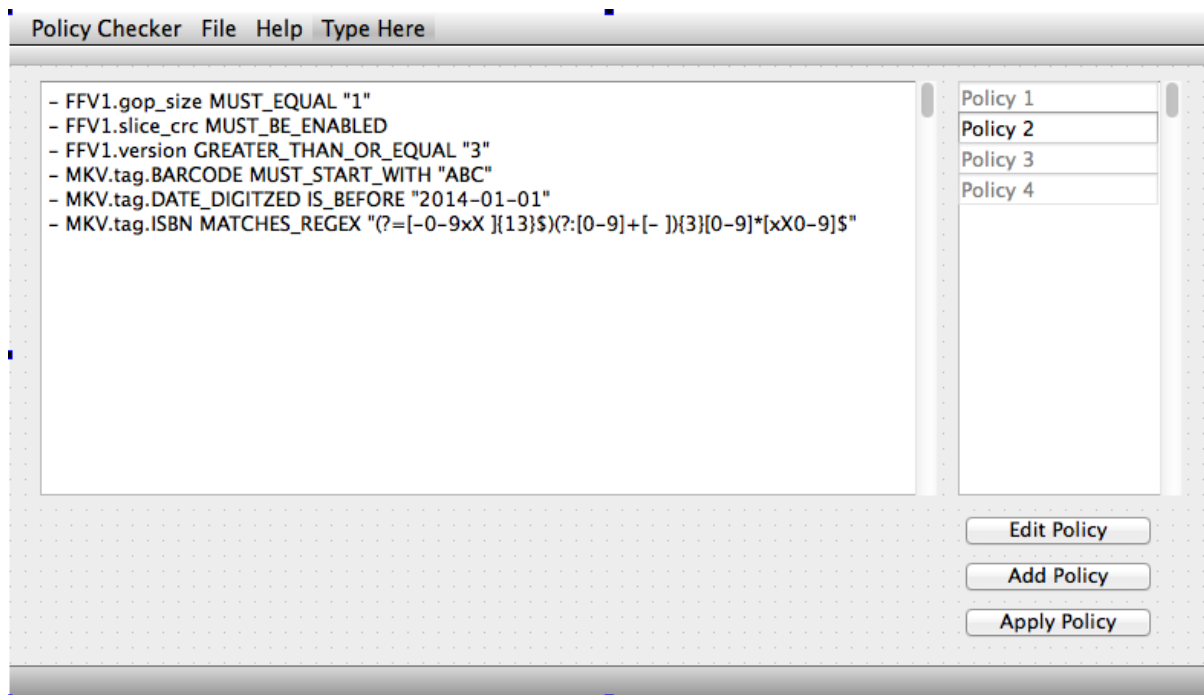 Policy Checker File Help Type Here
– FFV1.gop_size MUST_EQUAL "1"
– FFV1.slice_crc MUST_BE_ENABLED
– FFV1.version GREATER_THAN_OR_EQUAL "3"
– MKV.tag.BARCODE MUST_START_WITH "ABC"
– MKV.tag.DATE_DIGITZED IS_BEFORE "2014-01-01"
– MKV.tag.ISBN MATCHES_REGEX "(?=[-0-9xX ]{13}$)(?:[0-9]+[- ]){3}[0-9]*[xX0-9]$"
Policy 1
Policy 2
Policy 3
Policy 4
Edit Policy
Add Policy
Apply Policy